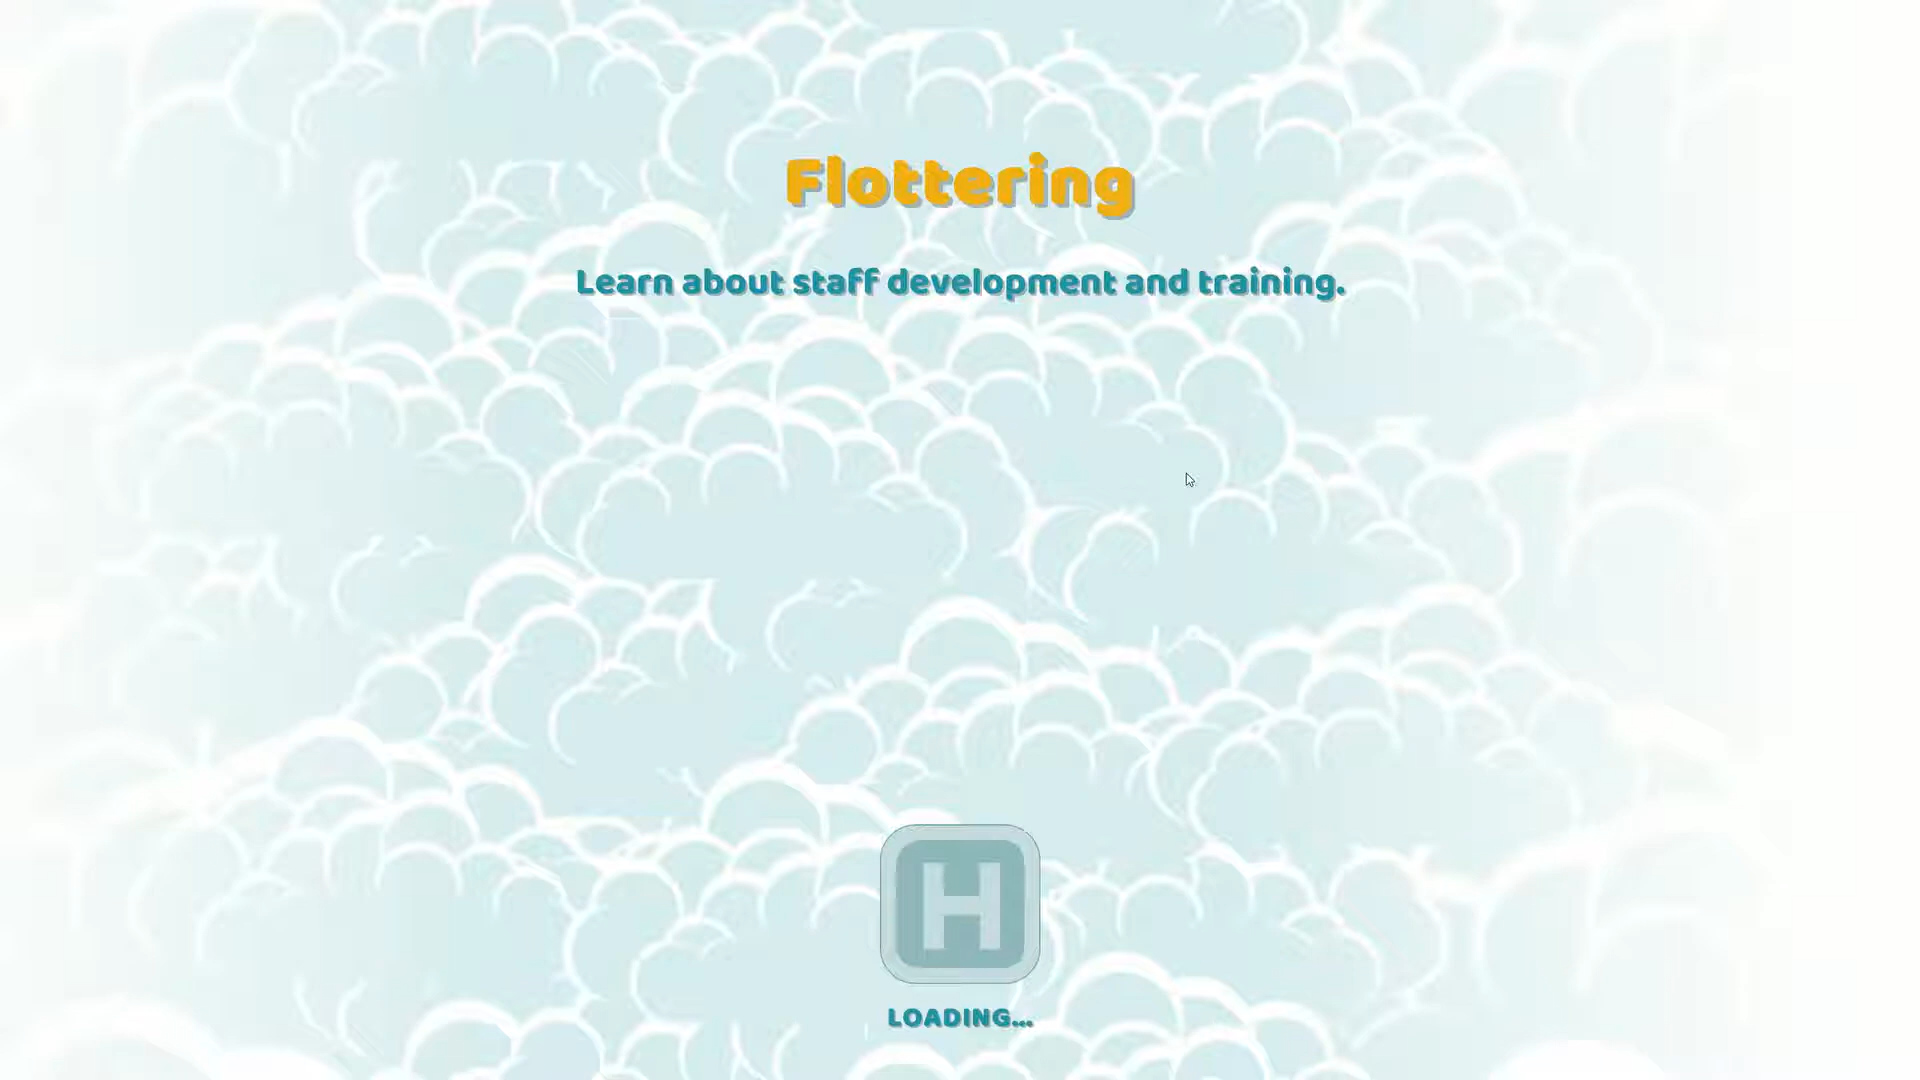 Flottering
Learn about staff development and training.
H
LOADING...